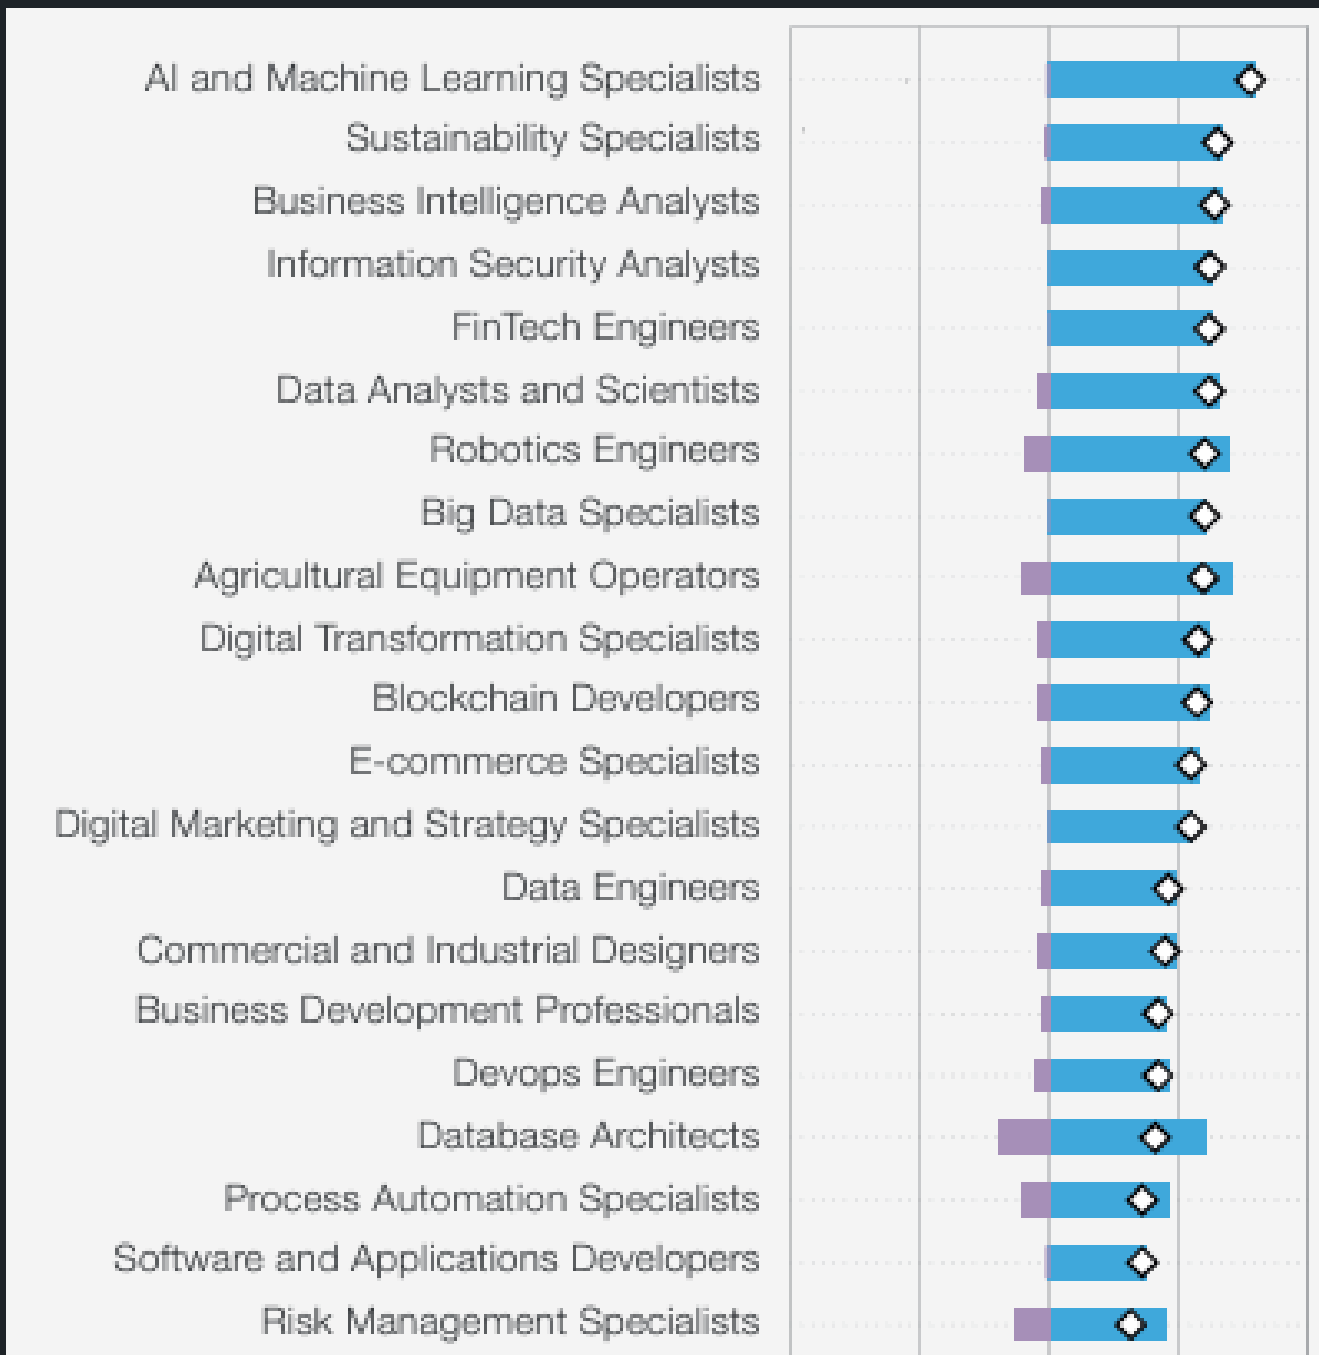 AI and Machine Learning Specialists
Sustainability Specialists
Business Intelligence Analysts
Information Security Analysts
FinTech Engineers
Data Analysts and Scientists
Robotics Engineers
Big Data Specialists
Agricultural Equipment Operators
Digital Transformation Specialists
Blockchain Developers
E-commerce Specialists
Digital Marketing and Strategy Specialists
Data Engineers
Commercial and Industrial Designers
Business Development Professionals
Devops Engineers
Database Architects
Process Automation Specialists
Software and Applications Developers
Risk Management Specialists